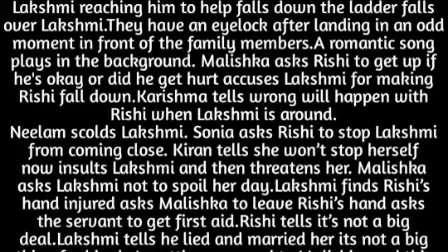 Lakshmi reaching him to help falls down the ladder falls
over Lakshmi.They have an eyelock after landing in an odd
moment in front of the family members.A romantic song
plays in the background. Malishka asks Rishi to get up if
he's okay or did he get hurt accuses Lakshmi for making
Rishi fall down.Karishma tells wrong will happen with
Rishi when Lakshmi is around.
Neelam scolds Lakshmi. Sonia asks Rishi to stop Lakshmi
from coming close. Kiran tells she won't stop herself
now insults Lakshmi and then threatens her. Malishka
asks Lakshmi not to spoil her day.Lakshmi finds Rishi's
hand injured asks Malishka to leave Rishi's hand asks
the servant to get first aid.Rishi tells it's not a big
deal.Lakshmi tells he lied and married her its not a big